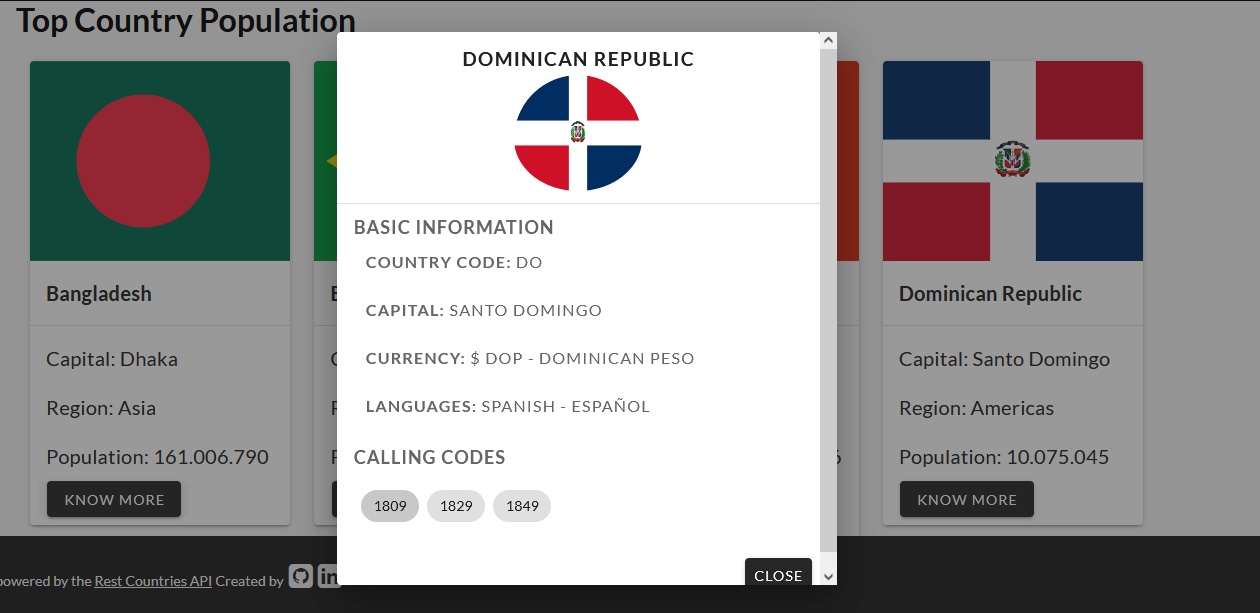 Top Country Population
DOMINICAN REPUBLIC
BASIC INFORMATION
COUNTRY CODE: DO
CAPITAL: SANTO DOMINGO
CURRENCY: $ DOP - DOMINICAN PESO
LANGUAGES: SPANISH - ESPAÑOL
CALLING CODES
1809 1829 1849
CLOSE
Bangladesh
Capital: Dhaka
Region: Asia
Population: 161.006.790
KNOW MORE
Dominican Republic
Capital: Santo Domingo
Region: Americas
Population: 10.075.045
KNOW MORE
powered by the Rest Countries API Created by
in